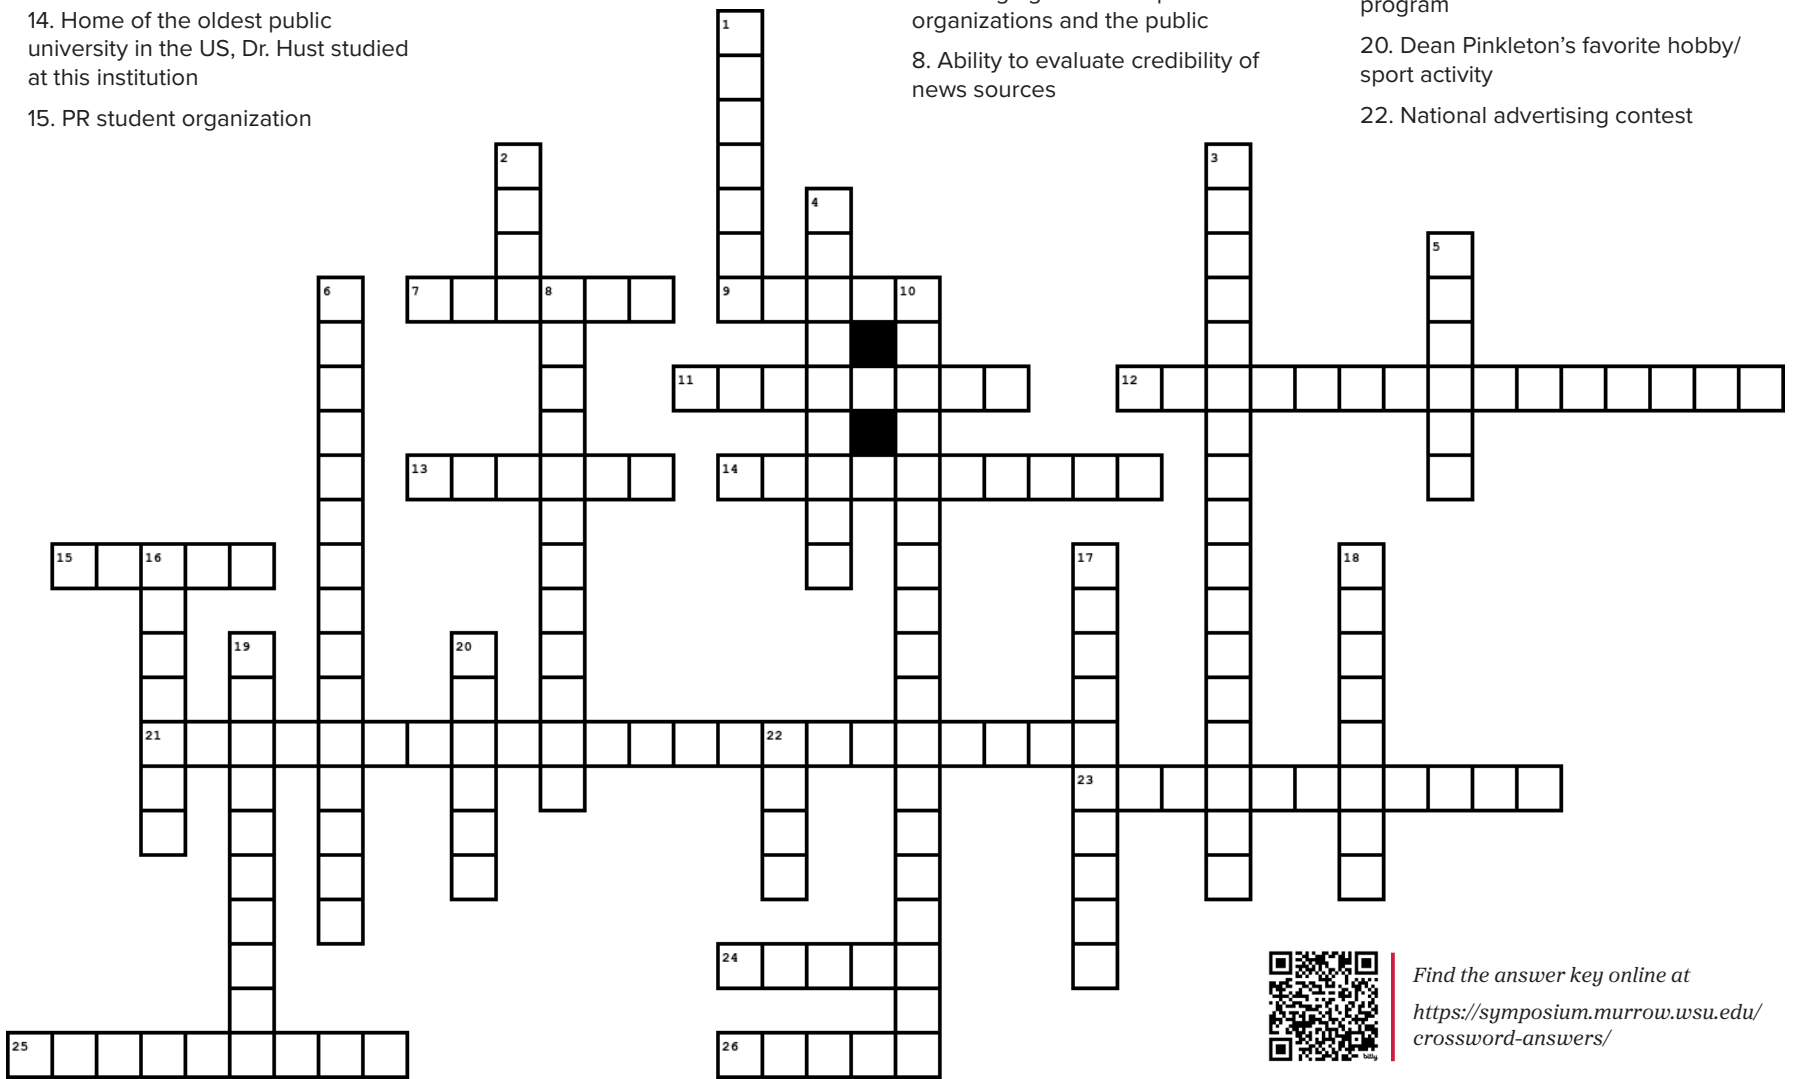 14. Home of the oldest public
university in the US, Dr. Hust studied
at this institution
15. PR student organization
organizations and the public
8. Ability to evaluate credibility of
news sources
program
20. Dean Pinkleton’s favorite hobby/
sport activity
22. National advertising contest
1
2
3
4
5
6
7
8
9
10
11
12
13
14
15
16
17
18
19
20
21
22
23
24
25
26
Find the answer key online at
https://symposium.murrow.wsu.edu/
crossword-answers/
bitly